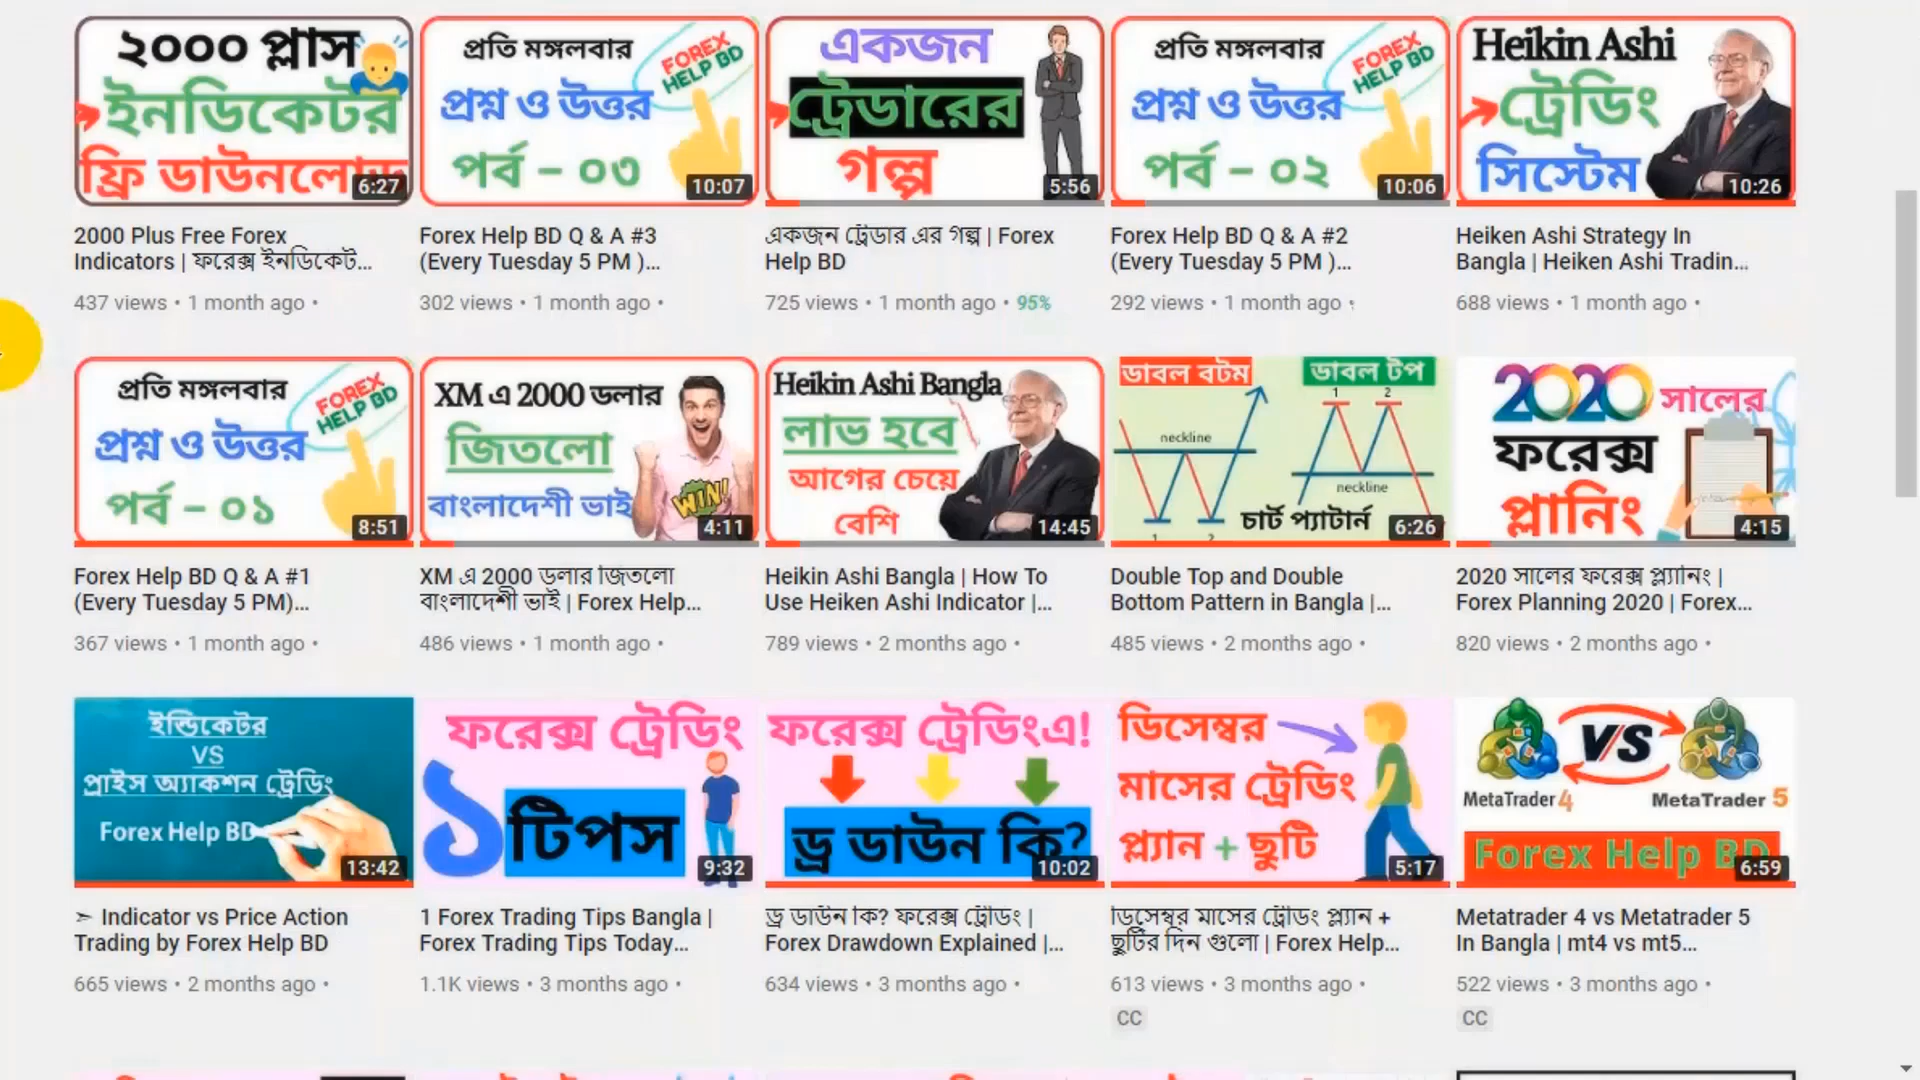 ২০০০ প্লাস
ইনডিকেটর
ফ্রি ডাউনলোড
6:27
2000 Plus Free Forex
Indicators | ফরেক্স ইনডিকেট...
437 views • 1 month ago •
প্রতি মঙ্গলবার
FOREX
HELP BD
প্রশ্ন ও উত্তর
পর্ব – ০৩
10:07
Forex Help BD Q & A #3
(Every Tuesday 5 PM )...
302 views • 1 month ago •
একজন
ট্রেডারের
গল্প
5:56
একজন ট্রেডার এর গল্প | Forex
Help BD
725 views • 1 month ago • 95%
প্রতি মঙ্গলবার
FOREX
HELP BD
প্রশ্ন ও উত্তর
পর্ব – ০২
10:06
Forex Help BD Q & A #2
(Every Tuesday 5 PM )...
292 views • 1 month ago
Heikin Ashi
ট্রেডিং
সিস্টেম
10:26
Heiken Ashi Strategy In
Bangla | Heiken Ashi Tradin...
688 views • 1 month ago •
প্রতি মঙ্গলবার
FOREX
HELP BD
প্রশ্ন ও উত্তর
পর্ব – ০১
8:51
Forex Help BD Q & A #1
(Every Tuesday 5 PM)...
367 views • 1 month ago •
XM এ 2000 ডলার
জিতলো
বাংলাদেশী ভাই
WIN!
4:11
XM এ 2000 ডলার জিতলো
বাংলাদেশী ভাই | Forex Help...
486 views • 1 month ago •
Heikin Ashi Bangla
লাভ হবে
আগের চেয়ে
বেশি
14:45
Heikin Ashi Bangla | How To
Use Heiken Ashi Indicator |...
789 views • 2 months ago •
ডাবল বটম
ডাবল টপ
1 2
neckline
neckline
চার্ট প্যাটার্ন
1 2
6:26
Double Top and Double
Bottom Pattern in Bangla |...
485 views • 2 months ago •
2020 সালের
ফরেক্স
প্লানিং
4:15
2020 সালের ফরেক্স প্ল্যানিং |
Forex Planning 2020 | Forex...
820 views • 2 months ago •
ইন্ডিকেটর
VS
প্রাইস অ্যাকশন ট্রেডিং
Forex Help BD
13:42
➣ Indicator vs Price Action
Trading by Forex Help BD
665 views • 2 months ago •
ফরেক্স ট্রেডিং
১ টিপস
9:32
1 Forex Trading Tips Bangla |
Forex Trading Tips Today...
1.1K views • 3 months ago •
ফরেক্স ট্রেডিংএ!
ড্র ডাউন কি?
10:02
ড্র ডাউন কি? ফরেক্স ট্রেডিং |
Forex Drawdown Explained |...
634 views • 3 months ago •
ডিসেম্বর
মাসের ট্রেডিং
প্ল্যান + ছুটি
5:17
ডিসেম্বর মাসের ট্রেডিং প্ল্যান +
ছুটির দিন গুলো | Forex Help...
613 views • 3 months ago •
CC
VS
MetaTrader 4 MetaTrader 5
Forex Help BD
6:59
Metatrader 4 vs Metatrader 5
In Bangla | mt4 vs mt5...
522 views • 3 months ago •
CC